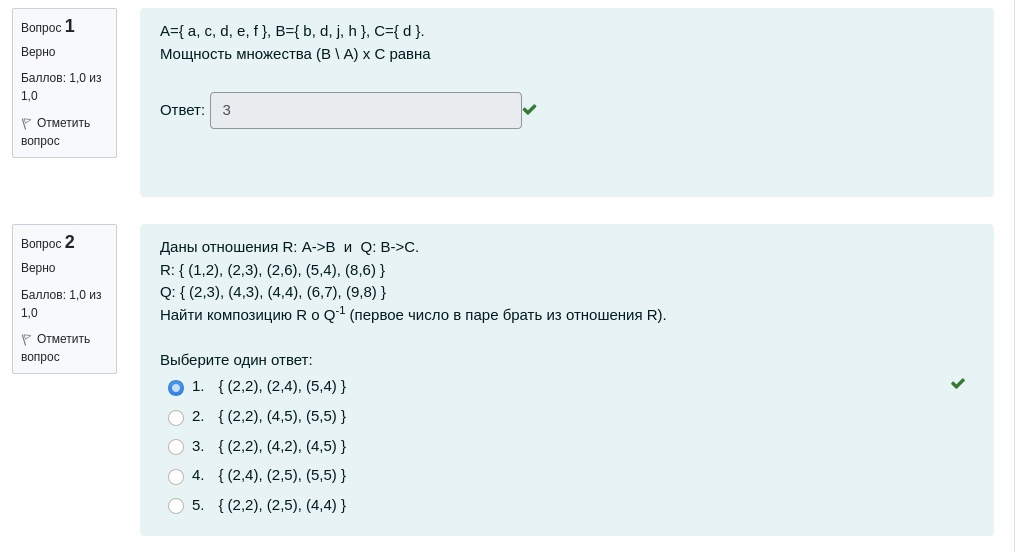 Вопрос 1
Верно
Баллов: 1,0 из
1,0
Отметить
вопрос
A={ a, c, d, e, f }, B={ b, d, j, h }, C={ d }.
Мощность множества (B \ A) x C равна
Ответ: 3
Вопрос 2
Верно
Баллов: 1,0 из
1,0
Отметить
вопрос
Даны отношения R: A->B и Q: B->C.
R: { (1,2), (2,3), (2,6), (5,4), (8,6) }
Q: { (2,3), (4,3), (4,4), (6,7), (9,8) }
Найти композицию R o Q-1 (первое число в паре брать из отношения R).
Выберите один ответ:
1. { (2,2), (2,4), (5,4) }
2. { (2,2), (4,5), (5,5) }
3. { (2,2), (4,2), (4,5) }
4. { (2,4), (2,5), (5,5) }
5. { (2,2), (2,5), (4,4) }